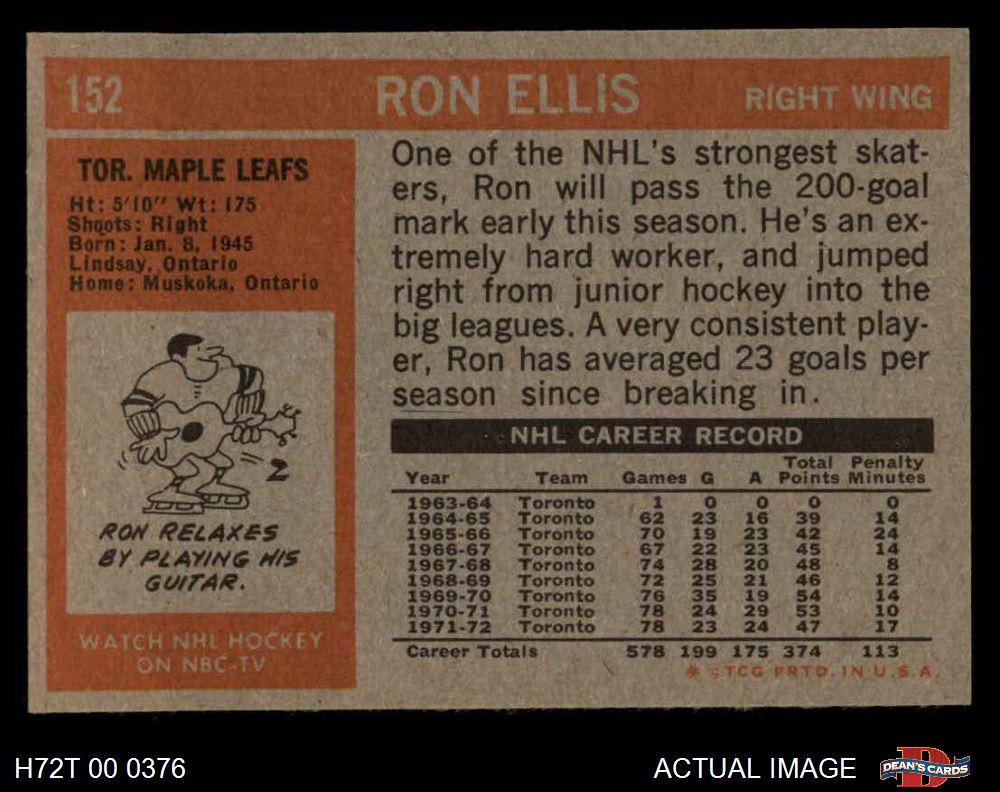 152 RON ELLIS RIGHT WING
TOR. MAPLE LEAFS
Ht: 5'10" Wt: 175
Shoots: Right
Born: Jan. 8, 1945
Lindsay, Ontario
Home: Muskoka, Ontario
2
RON RELAXES
BY PLAYING HIS
GUITAR.
WATCH NHL HOCKEY
ON NBC-TV
One of the NHL's strongest skat-
ers, Ron will pass the 200-goal
mark early this season. He's an ex-
tremely hard worker, and jumped
right from junior hockey into the
big leagues. A very consistent play-
er, Ron has averaged 23 goals per
season since breaking in.
NHL CAREER RECORD
Total Penalty
Year Team Games G A Points Minutes
1963-64 Toronto 1 0 0 0 0
1964-65 Toronto 62 23 16 39 14
1965-66 Toronto 70 19 23 42 24
1966-67 Toronto 67 22 23 45 14
1967-68 Toronto 74 28 20 48 8
1968-69 Toronto 72 25 21 46 12
1969-70 Toronto 76 35 19 54 14
1970-71 Toronto 78 24 29 53 10
1971-72 Toronto 78 23 24 47 17
Career Totals 578 199 175 374 113
* © TCG PRTD. IN U.S.A.
H72T 00 0376 ACTUAL IMAGE DEAN'S CARDS